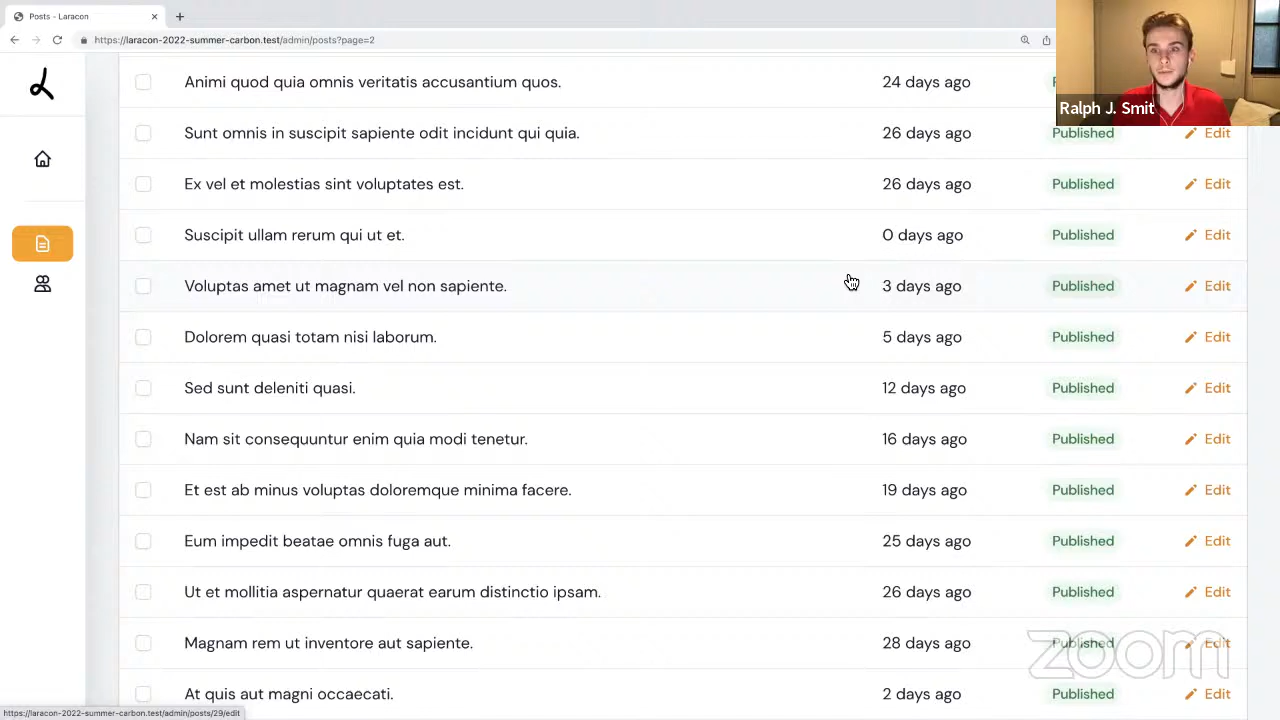 Posts - Laracon
https://laracon-2022-summer-carbon.test/admin/posts?page=2
Ralph J. Smit
Animi quod quia omnis veritatis accusantium quos. 24 days ago
Sunt omnis in suscipit sapiente odit incidunt qui quia. 26 days ago Published Edit
Ex vel et molestias sint voluptates est. 26 days ago Published Edit
Suscipit ullam rerum qui ut et. 0 days ago Published Edit
Voluptas amet ut magnam vel non sapiente. 3 days ago Published Edit
Dolorem quasi totam nisi laborum. 5 days ago Published Edit
Sed sunt deleniti quasi. 12 days ago Published Edit
Nam sit consequuntur enim quia modi tenetur. 16 days ago Published Edit
Et est ab minus voluptas doloremque minima facere. 19 days ago Published Edit
Eum impedit beatae omnis fuga aut. 25 days ago Published Edit
Ut et mollitia aspernatur quaerat earum distinctio ipsam. 26 days ago Published Edit
Magnam rem ut inventore aut sapiente. 28 days ago Published Edit
zoom
At quis aut magni occaecati. 2 days ago Published Edit
https://laracon-2022-summer-carbon.test/admin/posts/29/edit